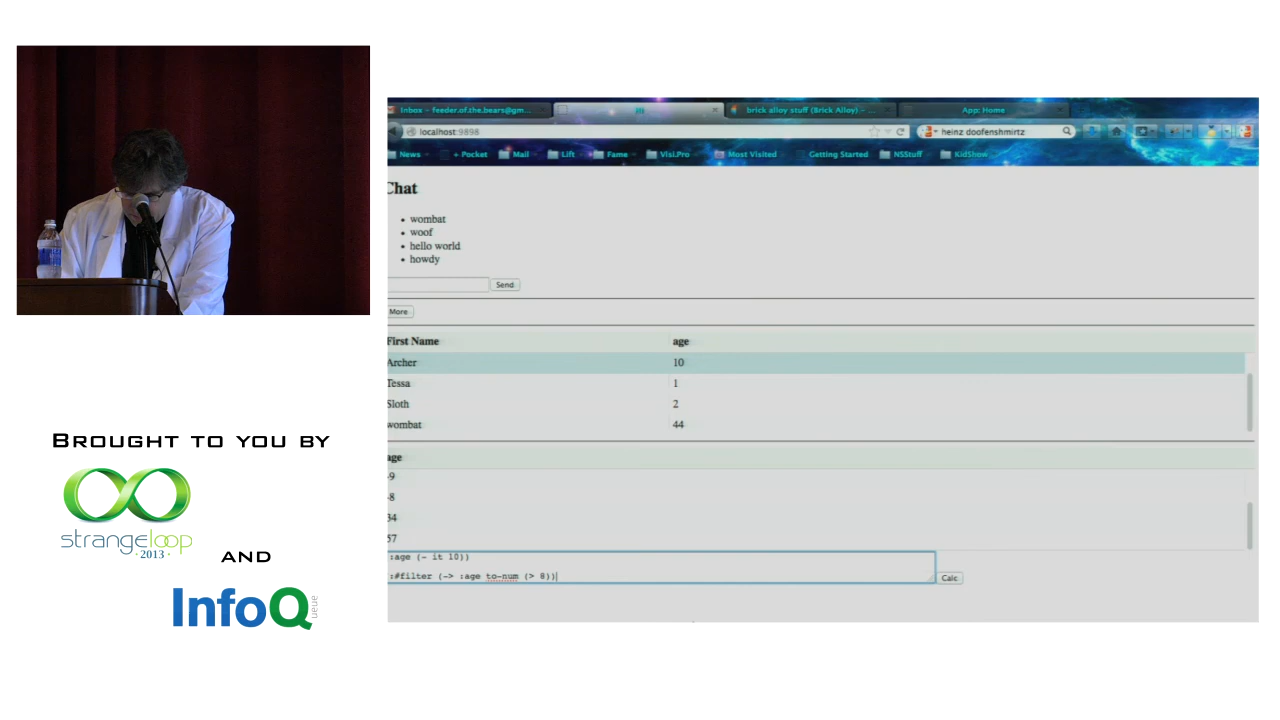 Inbox – feeder.of.the.bears@gm...
brick alloy stuff (Brick Alloy) – ...
App: Home
localhost:9898
heinz doofenshmirtz
News
+ Pocket
Mail
Lift
Fame
Visi.Pro
Most Visited
Getting Started
NSStuff
KidShow
Chat
• wombat
• woof
• hello world
• howdy
Send
More
First Name age
Archer 10
Tessa 1
Sloth 2
wombat 44
age
-9
-8
34
57
:age (- it 10))
:#filter (-> :age to-num (> 8))
Calc
BROUGHT TO YOU BY
strangeloop
· 2013 ·
AND
InfoQ